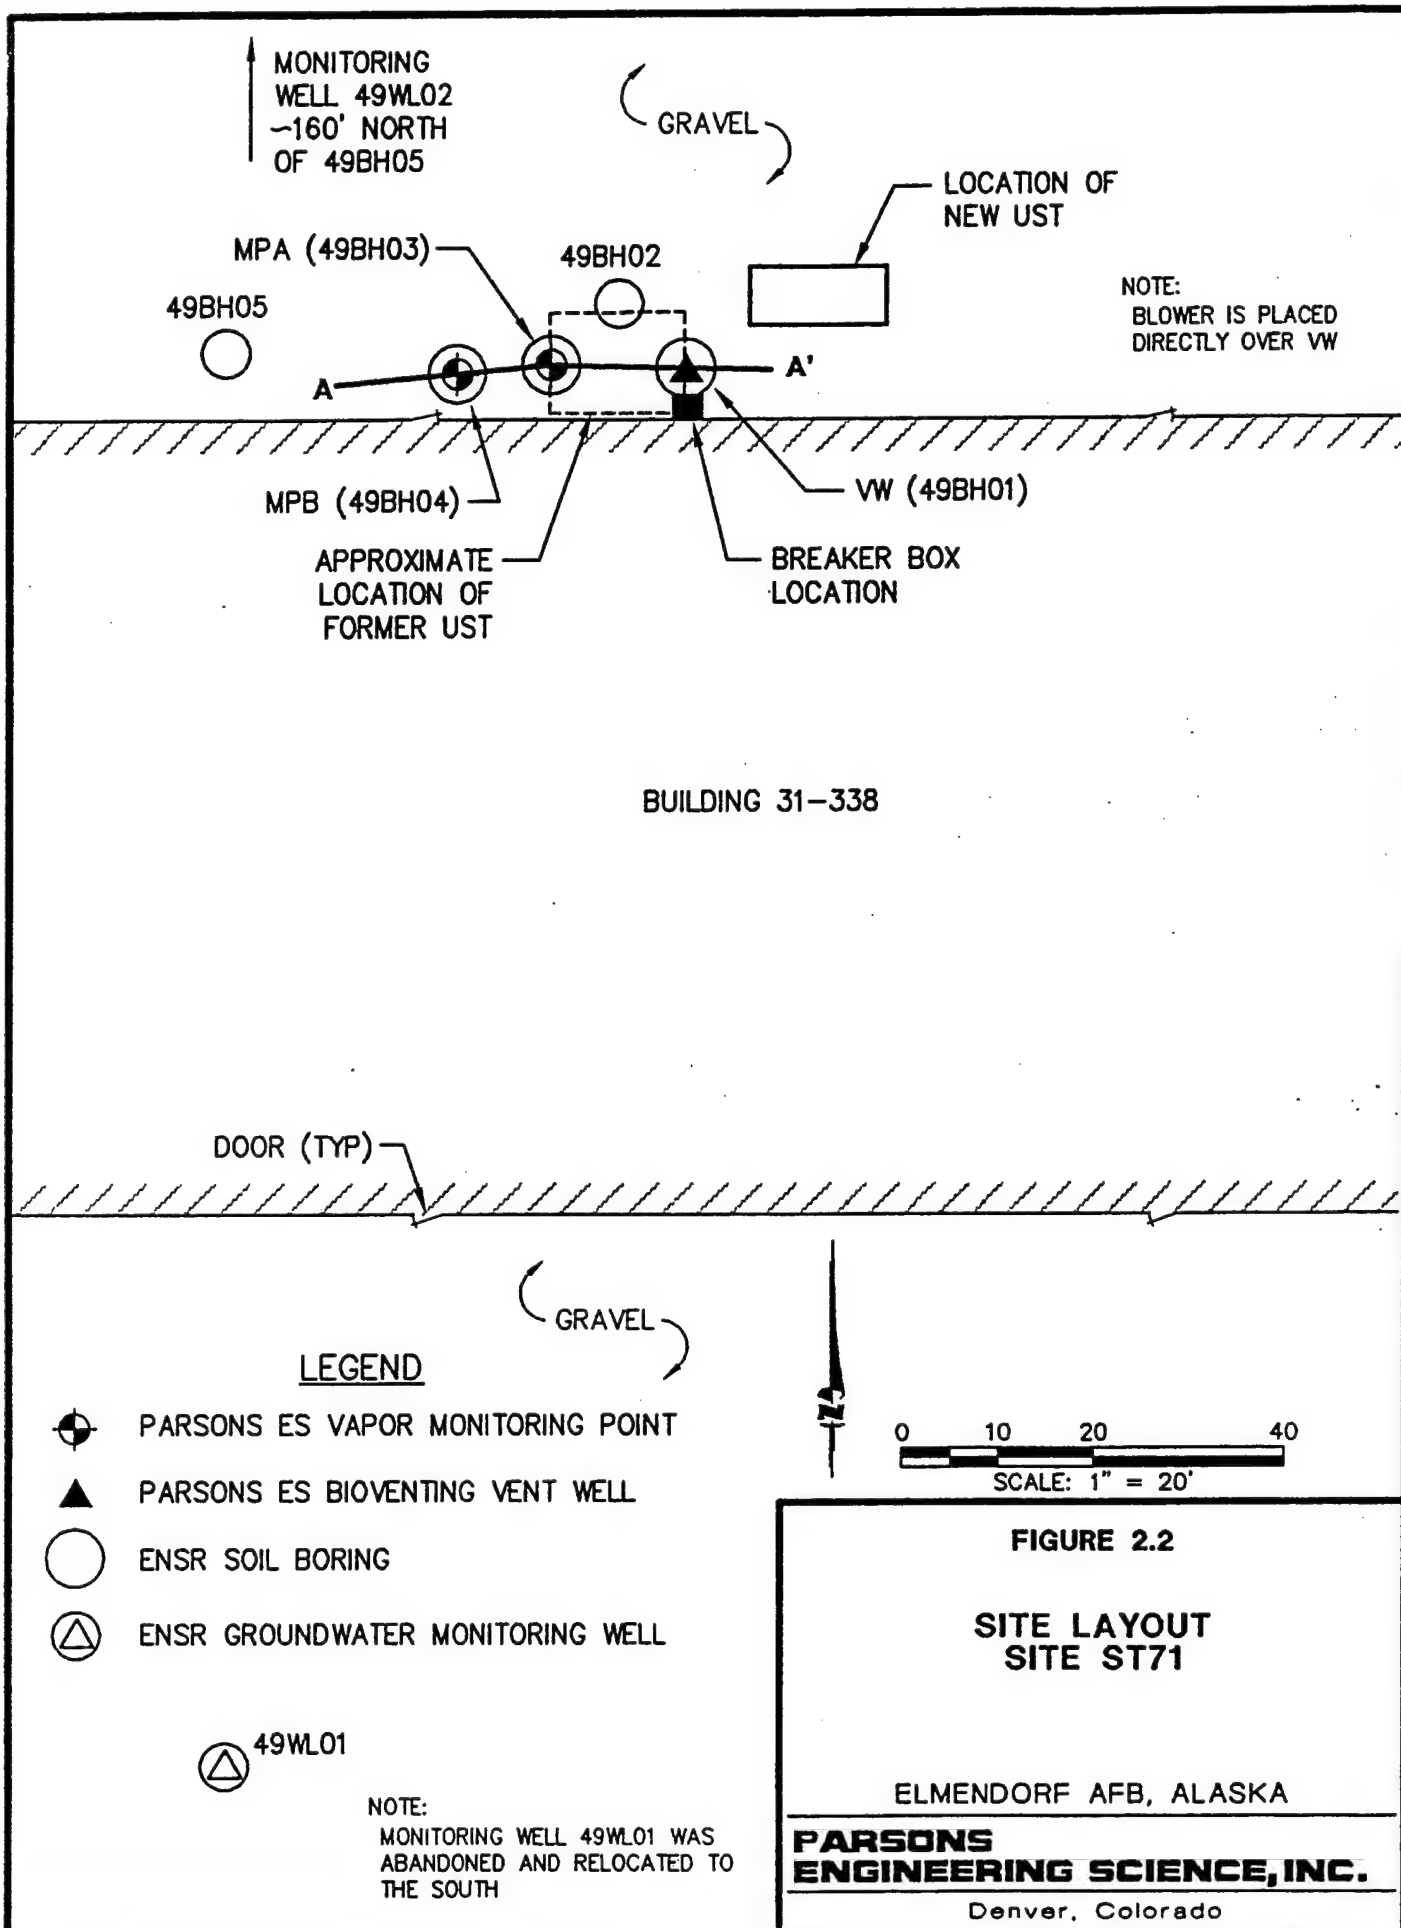 MONITORING
WELL 49WL02
~160' NORTH
OF 49BH05
GRAVEL
LOCATION OF
NEW UST
MPA (49BH03)
49BH02
49BH05
NOTE:
BLOWER IS PLACED
DIRECTLY OVER VW
A
A'
MPB (49BH04)
VW (49BH01)
APPROXIMATE
LOCATION OF
FORMER UST
BREAKER BOX
LOCATION
BUILDING 31-338
DOOR (TYP)
GRAVEL
LEGEND
PARSONS ES VAPOR MONITORING POINT
PARSONS ES BIOVENTING VENT WELL
ENSR SOIL BORING
ENSR GROUNDWATER MONITORING WELL
N
0 10 20 40
SCALE: 1" = 20'
49WL01
NOTE:
MONITORING WELL 49WL01 WAS
ABANDONED AND RELOCATED TO
THE SOUTH
FIGURE 2.2
SITE LAYOUT
SITE ST71
ELMENDORF AFB, ALASKA
PARSONS
ENGINEERING SCIENCE, INC.
Denver, Colorado